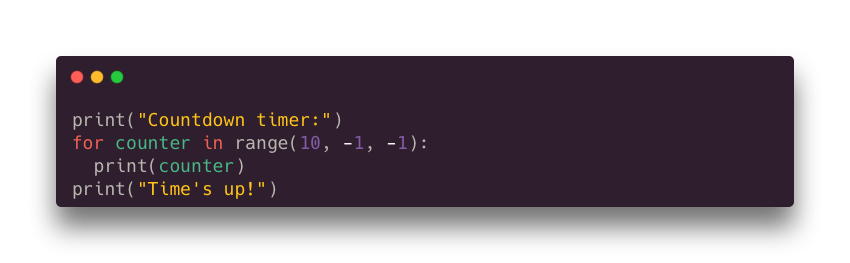 print("Countdown timer:")
for counter in range(10, -1, -1):
  print(counter)
print("Time's up!")